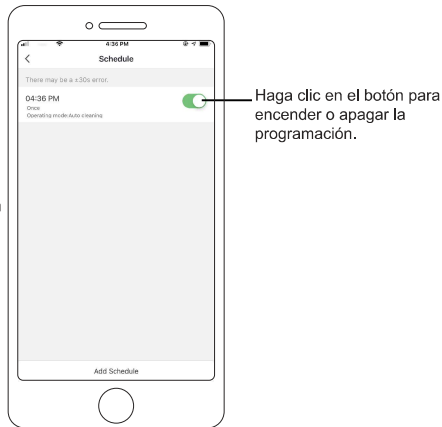 4:36 PM
Schedule
There may be a ±30s error.
04:36 PM
Once
Operating mode:Auto cleaning
Haga clic en el botón para
encender o apagar la
programación.
Add Schedule